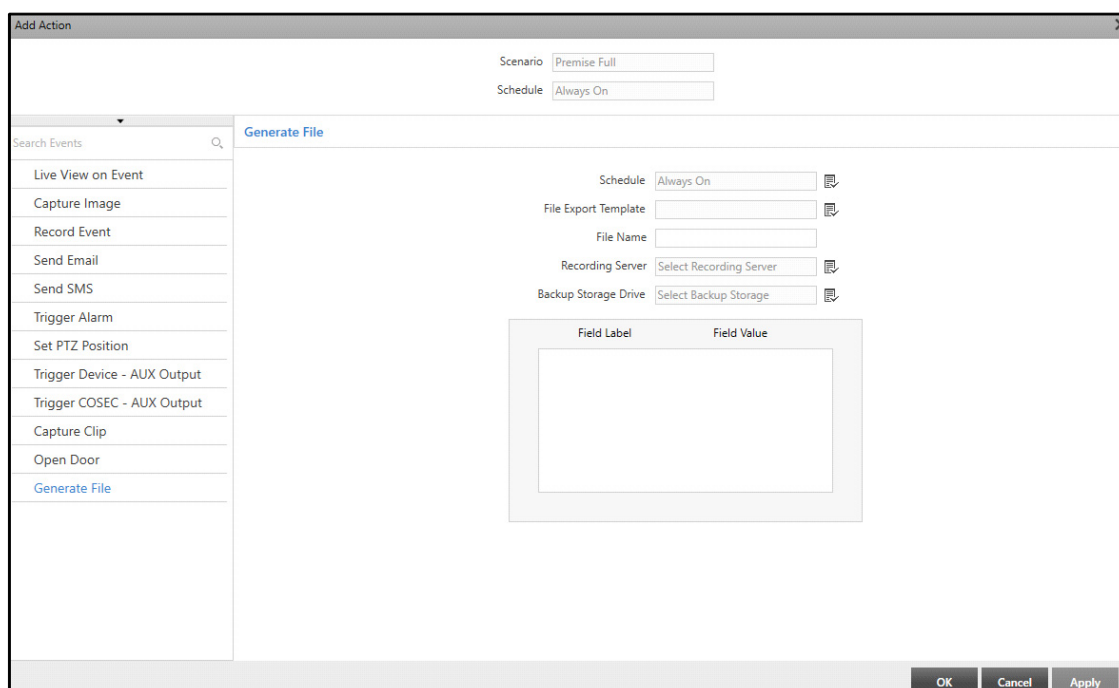 Add Action
Scenario Premise Full
Schedule Always On
Search Events
Live View on Event
Capture Image
Record Event
Send Email
Send SMS
Trigger Alarm
Set PTZ Position
Trigger Device - AUX Output
Trigger COSEC - AUX Output
Capture Clip
Open Door
Generate File
Generate File
Schedule Always On
File Export Template
File Name
Recording Server Select Recording Server
Backup Storage Drive Select Backup Storage
Field Label Field Value
OK Cancel Apply